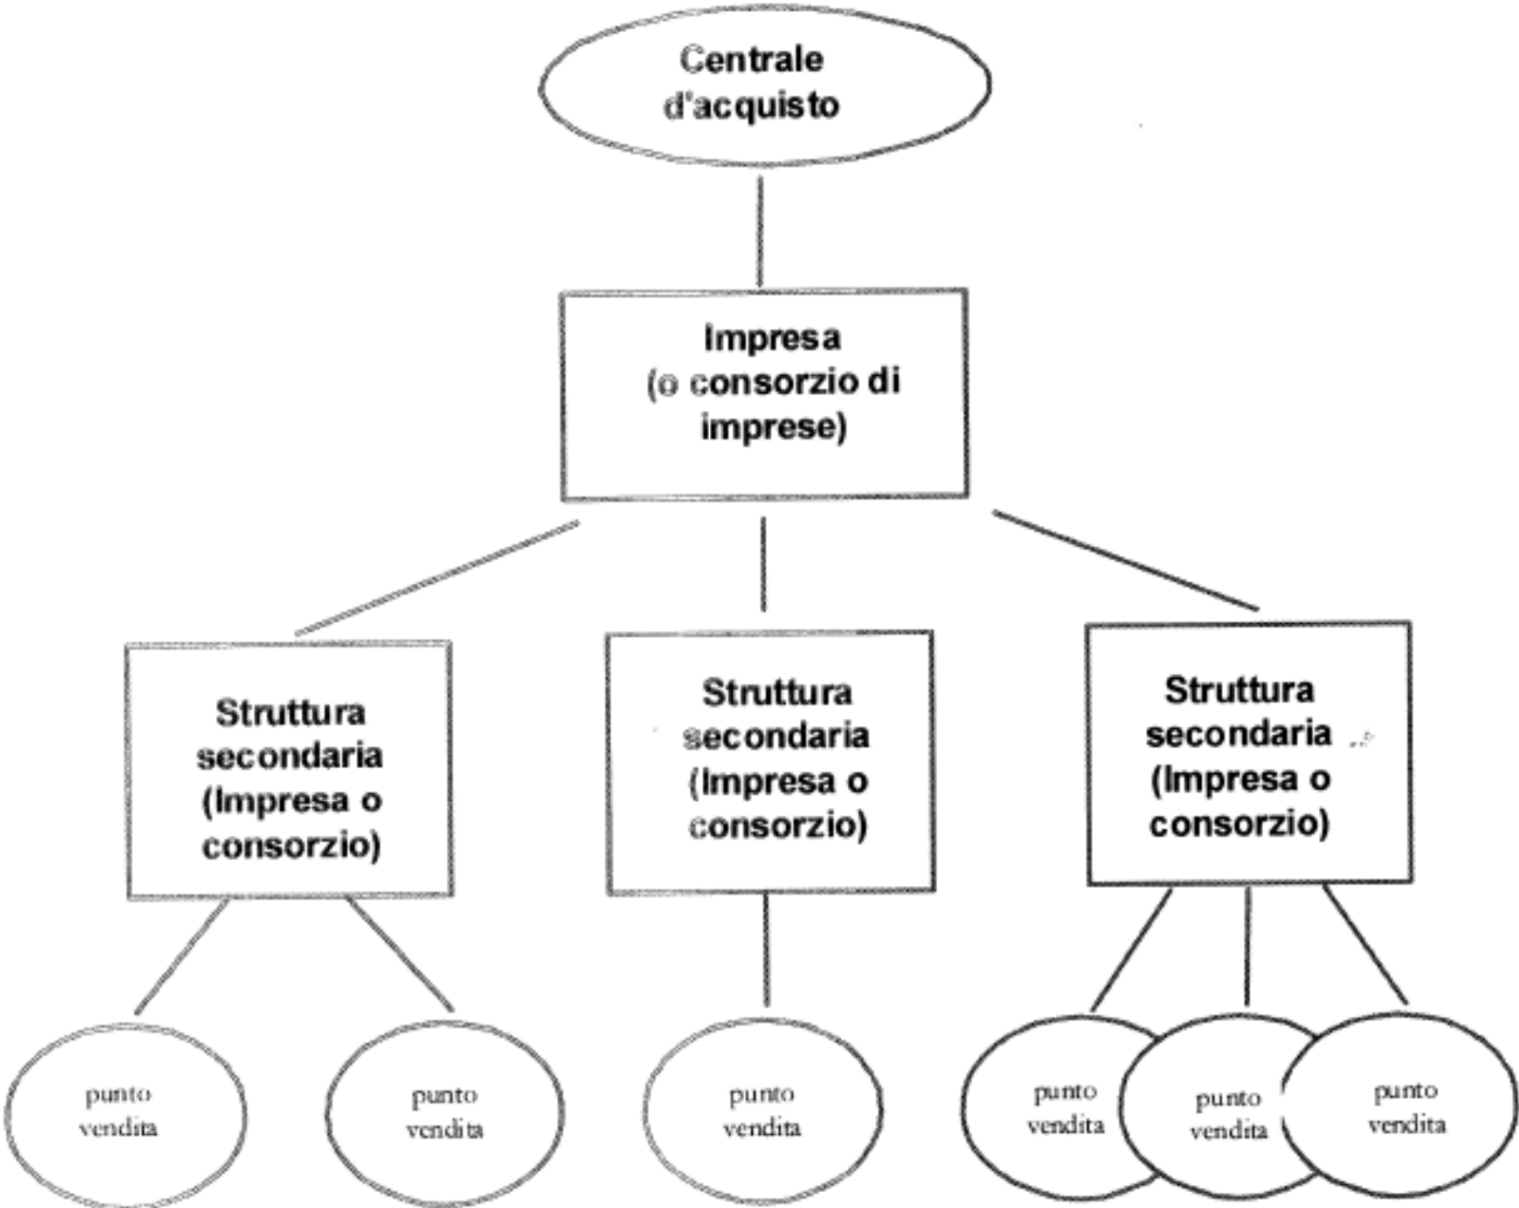 Centrale
d'acquisto
Impresa
(o consorzio di
imprese)
Struttura
secondaria
(Impresa o
consorzio)
Struttura
secondaria
(Impresa o
consorzio)
Struttura
secondaria
(Impresa o
consorzio)
punto
vendita
punto
vendita
punto
vendita
punto
vendita
punto
vendita
punto
vendita